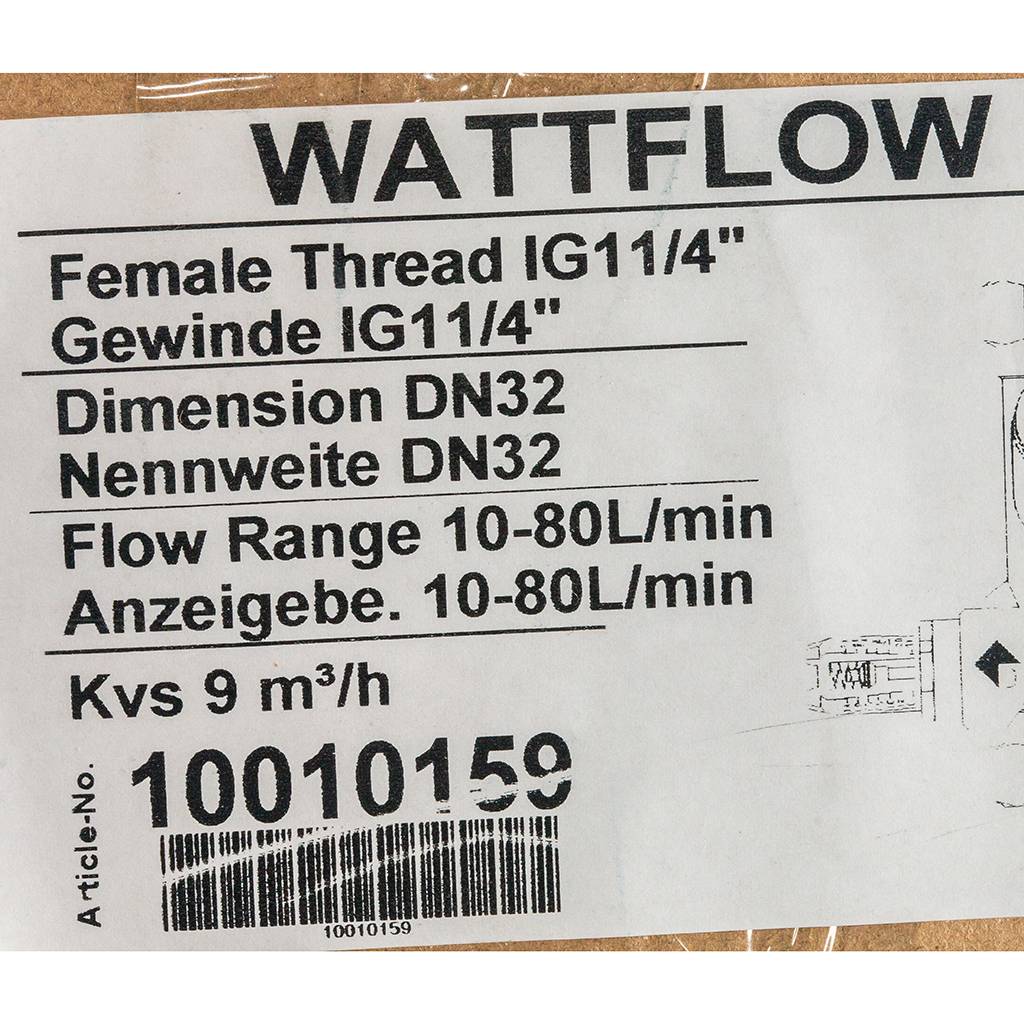 WATTFLOW
Female Thread IG11/4"
Gewinde IG11/4"
Dimension DN32
Nennweite DN32
Flow Range 10-80L/min
Anzeigebe. 10-80L/min
Kvs 9 m³/h
Article-No.
10010159
10010159